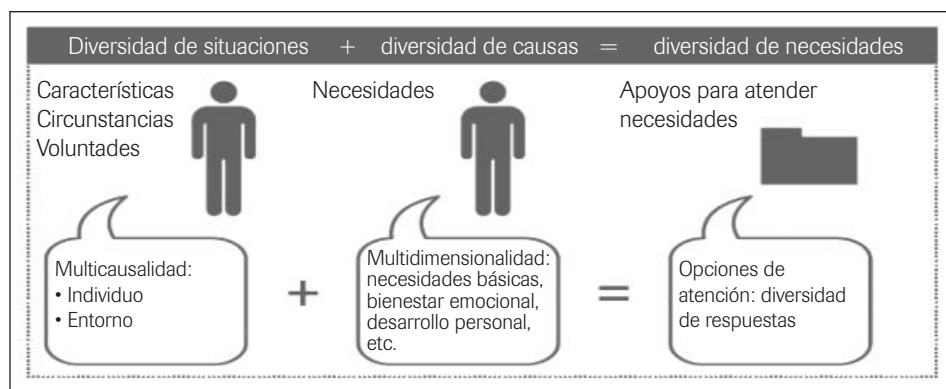 Diversidad de situaciones + diversidad de causas = diversidad de necesidades
Características
Circunstancias
Voluntades
Necesidades
Apoyos para atender
necesidades
Multicausalidad:
• Individuo
• Entorno
+
Multidimensionalidad:
necesidades básicas,
bienestar emocional,
desarrollo personal,
etc.
=
Opciones de
atención: diversidad
de respuestas